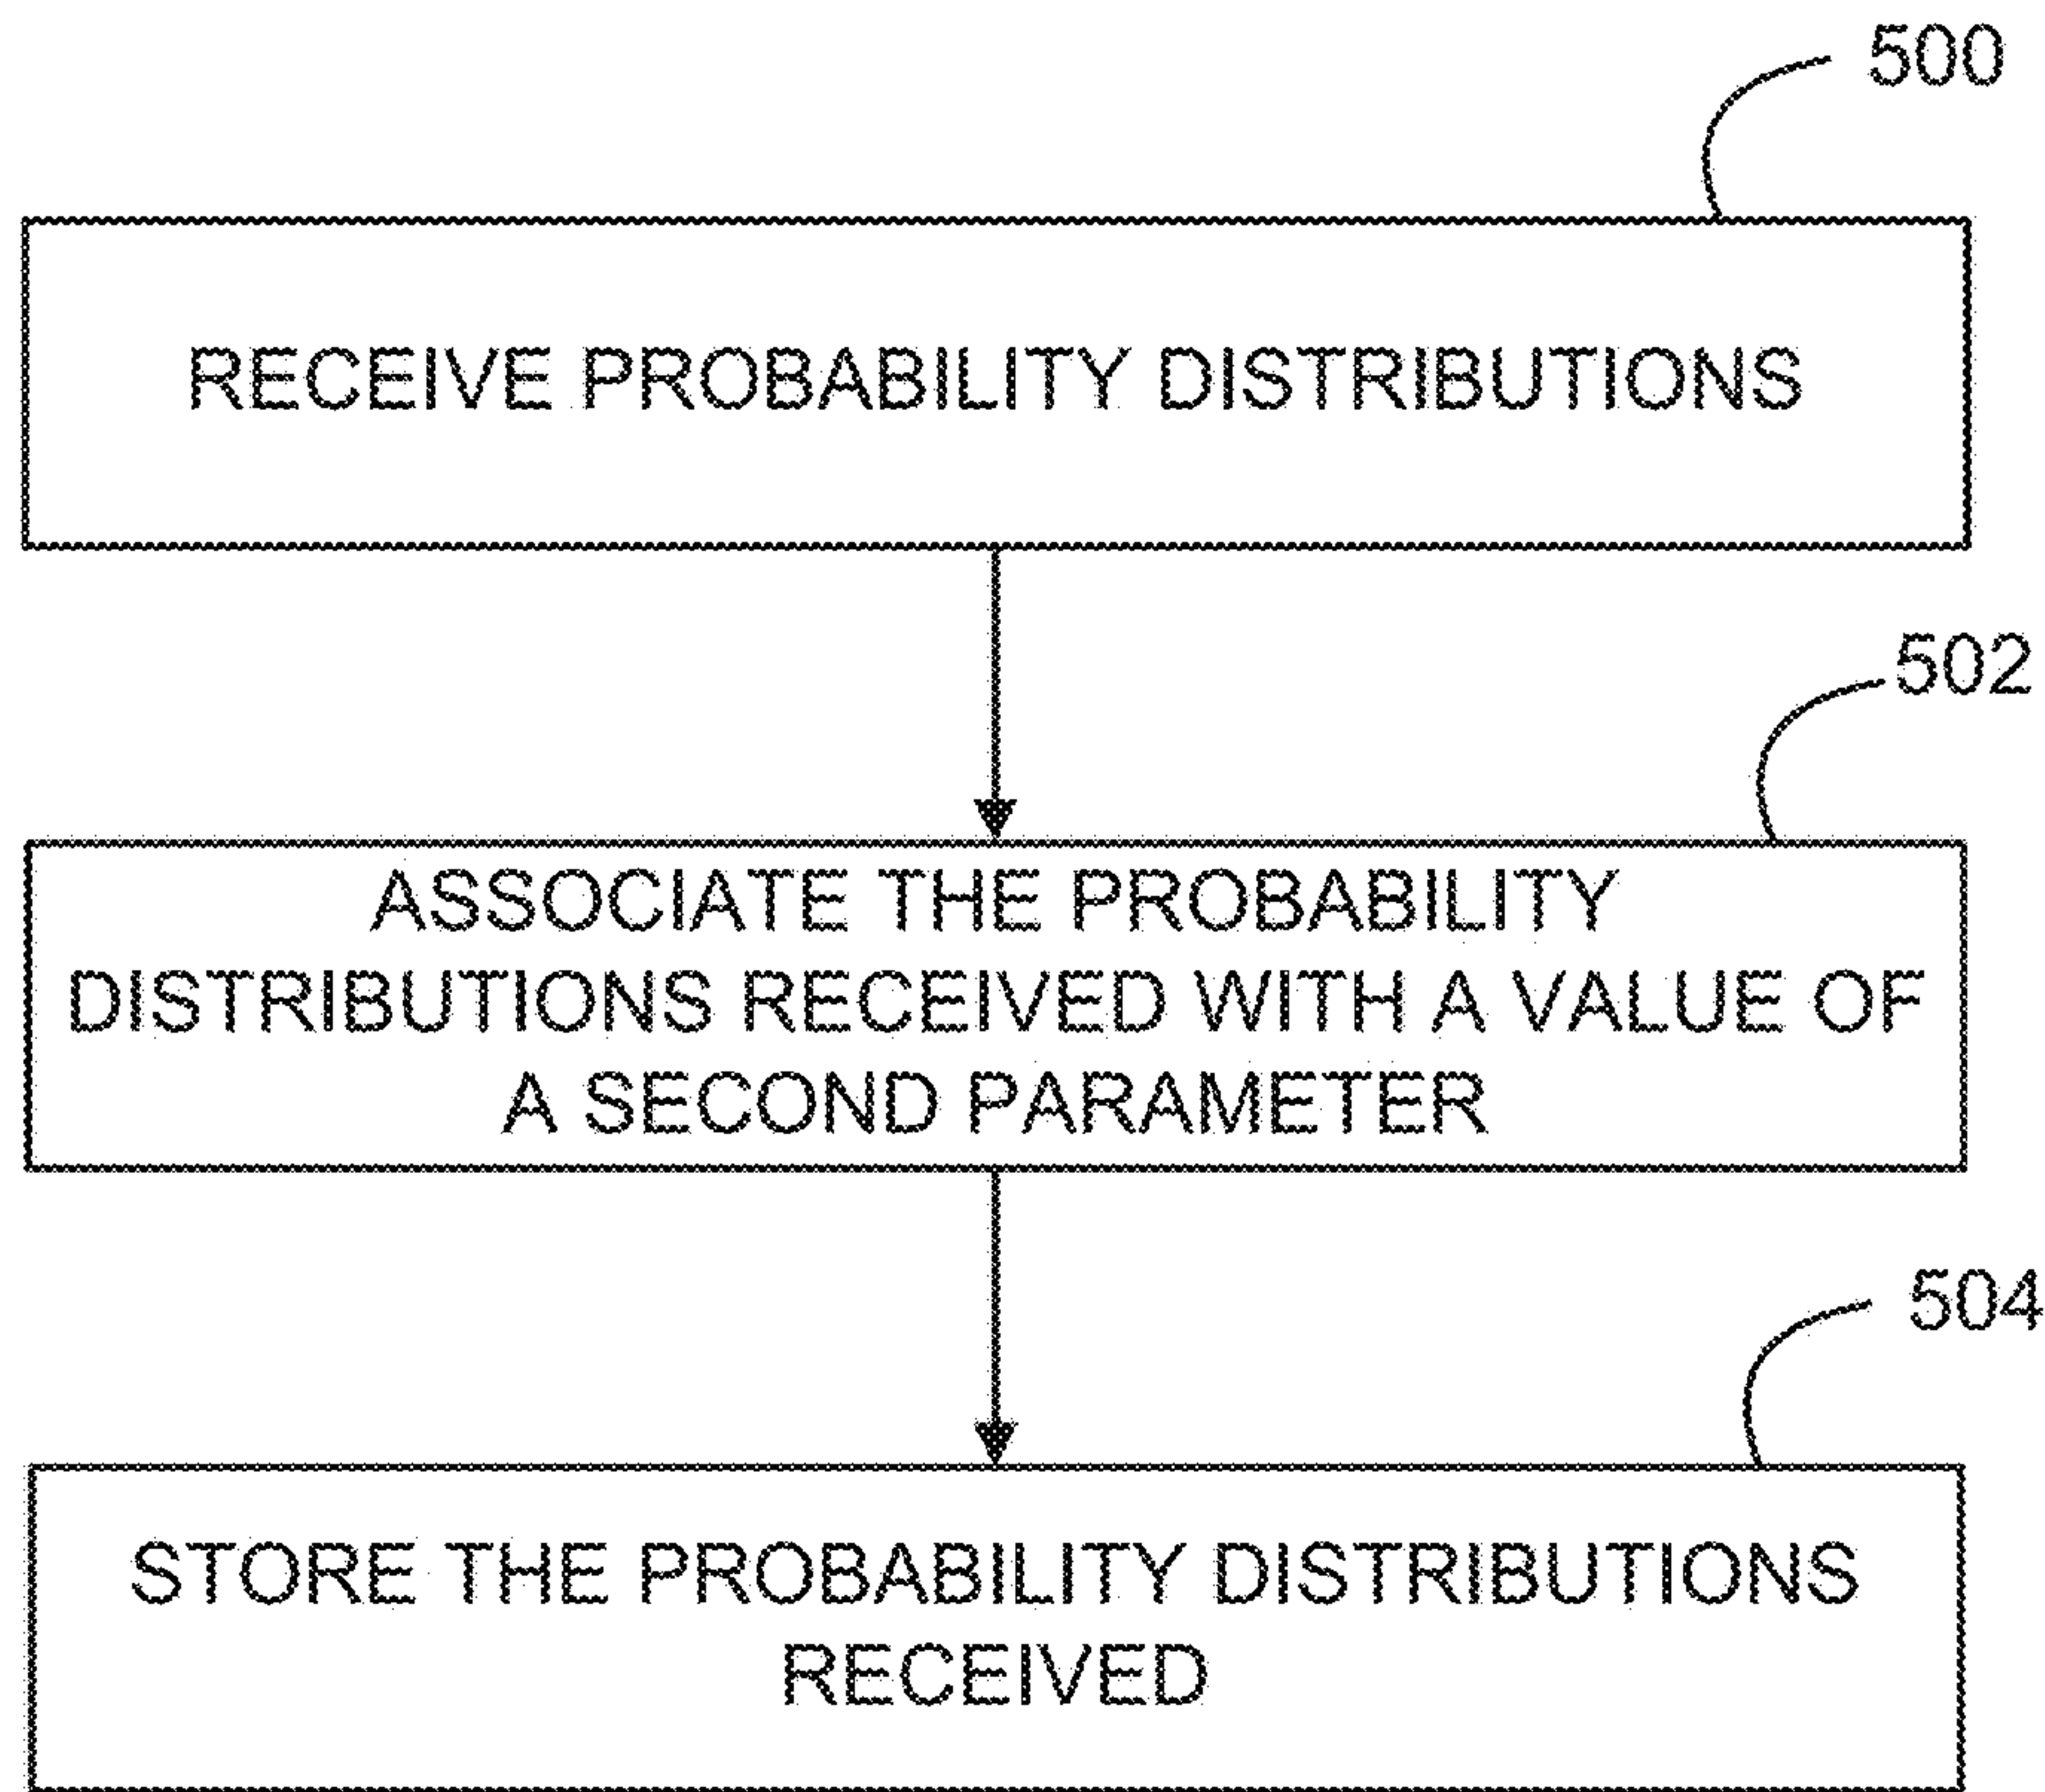 500
RECEIVE PROBABILITY DISTRIBUTIONS
502
ASSOCIATE THE PROBABILITY
DISTRIBUTIONS RECEIVED WITH A VALUE OF
A SECOND PARAMETER
504
STORE THE PROBABILITY DISTRIBUTIONS
RECEIVED